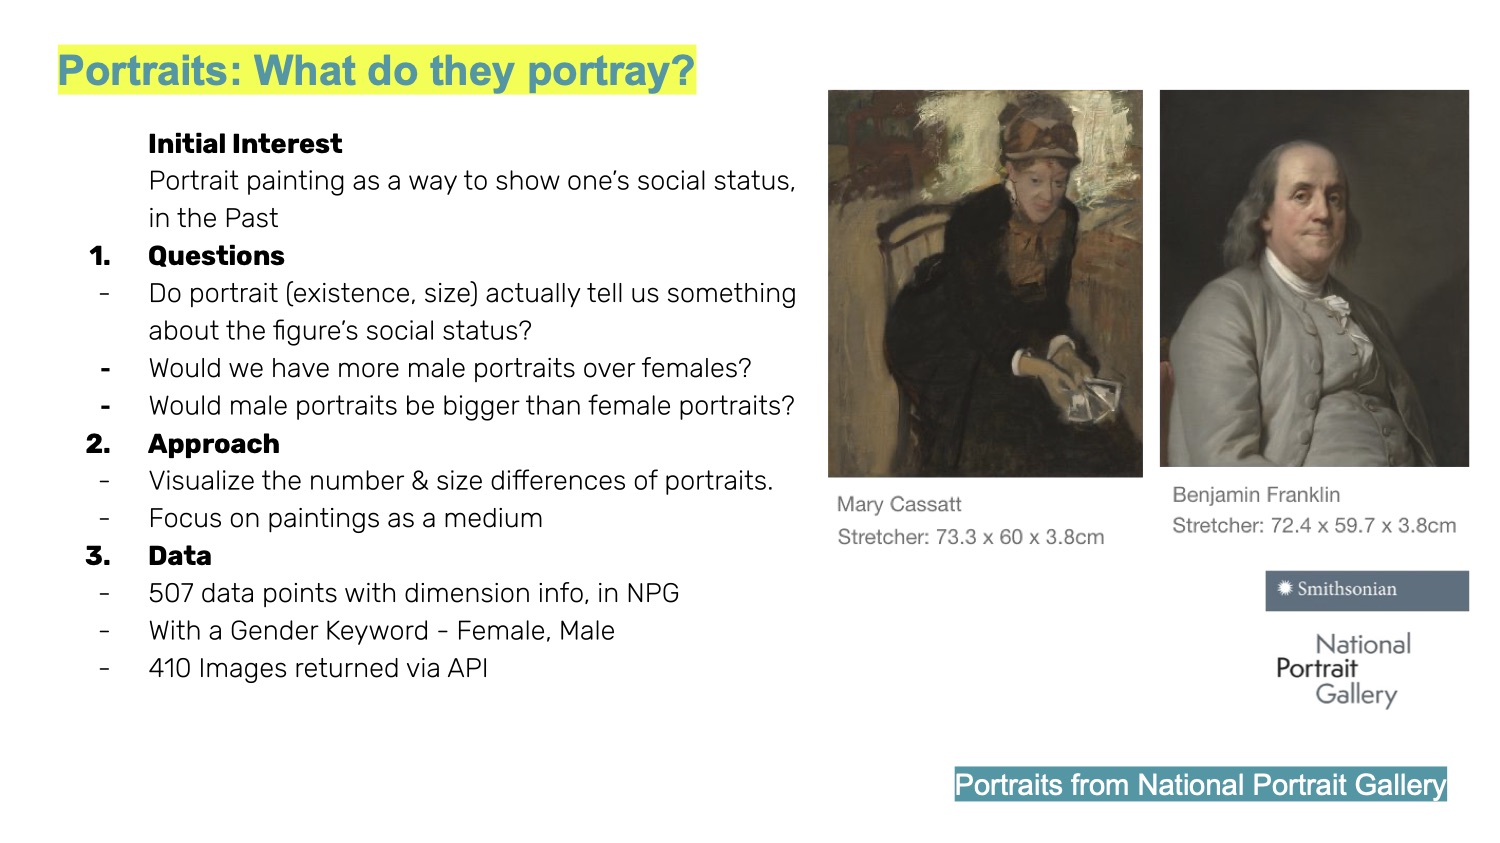 Portraits: What do they portray?
Initial Interest
Portrait painting as a way to show one's social status,
in the Past
1. Questions
- Do portrait (existence, size) actually tell us something
about the figure's social status?
- Would we have more male portraits over females?
- Would male portraits be bigger than female portraits?
2. Approach
- Visualize the number & size differences of portraits.
- Focus on paintings as a medium
3. Data
- 507 data points with dimension info, in NPG
- With a Gender Keyword - Female, Male
- 410 Images returned via API
Mary Cassatt
Stretcher: 73.3 x 60 x 3.8cm
Benjamin Franklin
Stretcher: 72.4 x 59.7 x 3.8cm
Smithsonian
National
Portrait
Gallery
Portraits from National Portrait Gallery